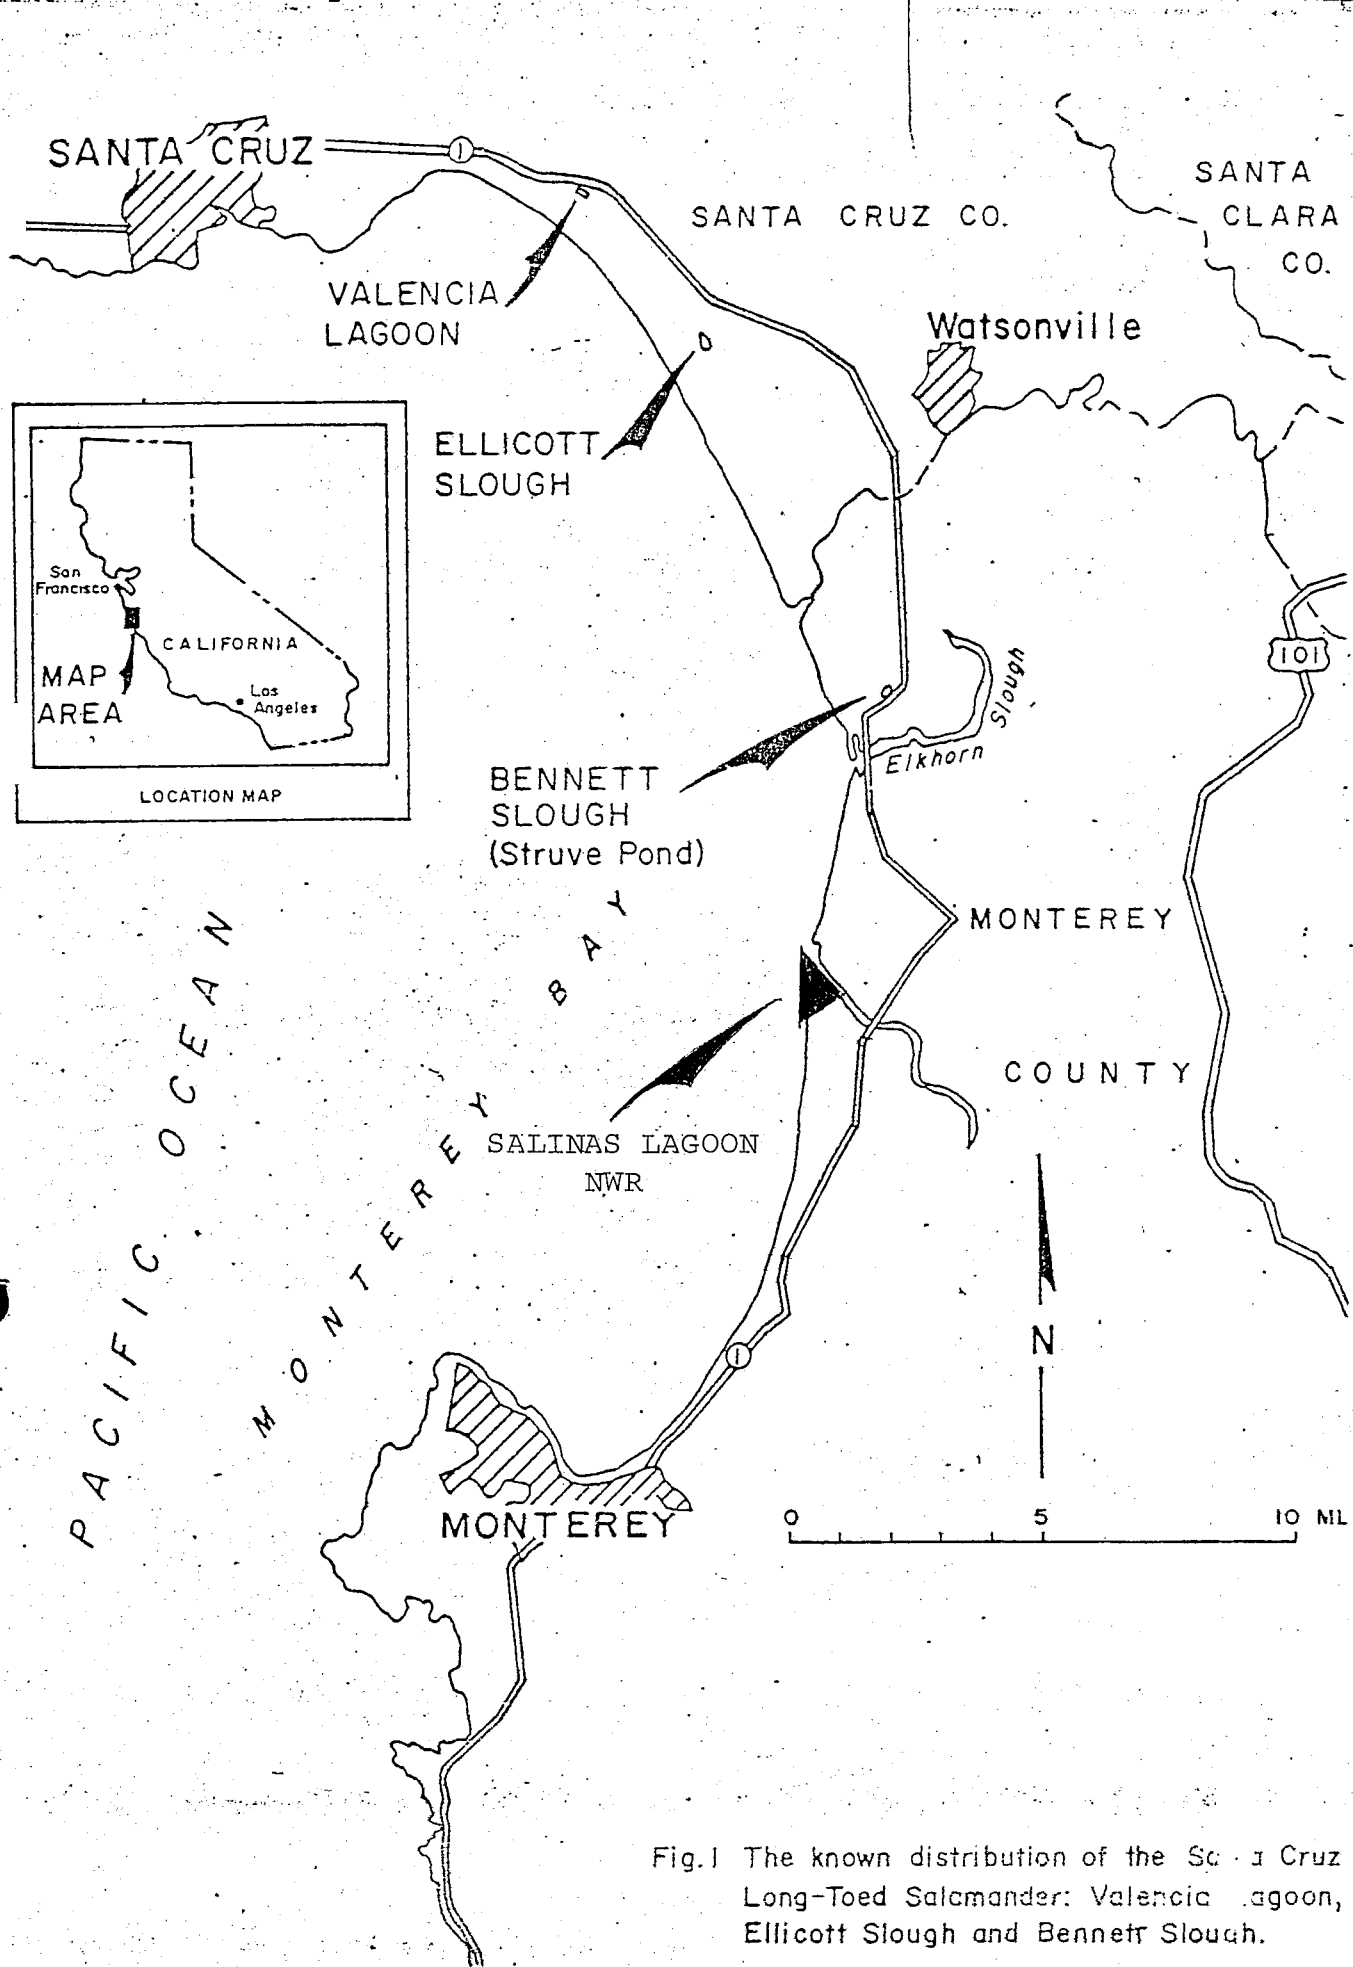 SANTA CRUZ
1
SANTA CRUZ CO.
SANTA
CLARA
CO.
VALENCIA
LAGOON
Watsonville
ELLICOTT
SLOUGH
San
Francisco
CALIFORNIA
MAP
AREA
Los
Angeles
LOCATION MAP
101
Elkhorn
Slough
BENNETT
SLOUGH
(Struve Pond)
MONTEREY
COUNTY
PACIFIC OCEAN
MONTEREY BAY
SALINAS LAGOON
NWR
N
1
MONTEREY
0 5 10 MI.
Fig.1 The known distribution of the Cruz
Long-Toed Salamander: Valencia agoon,
Ellicott Slough and Bennett Slough.